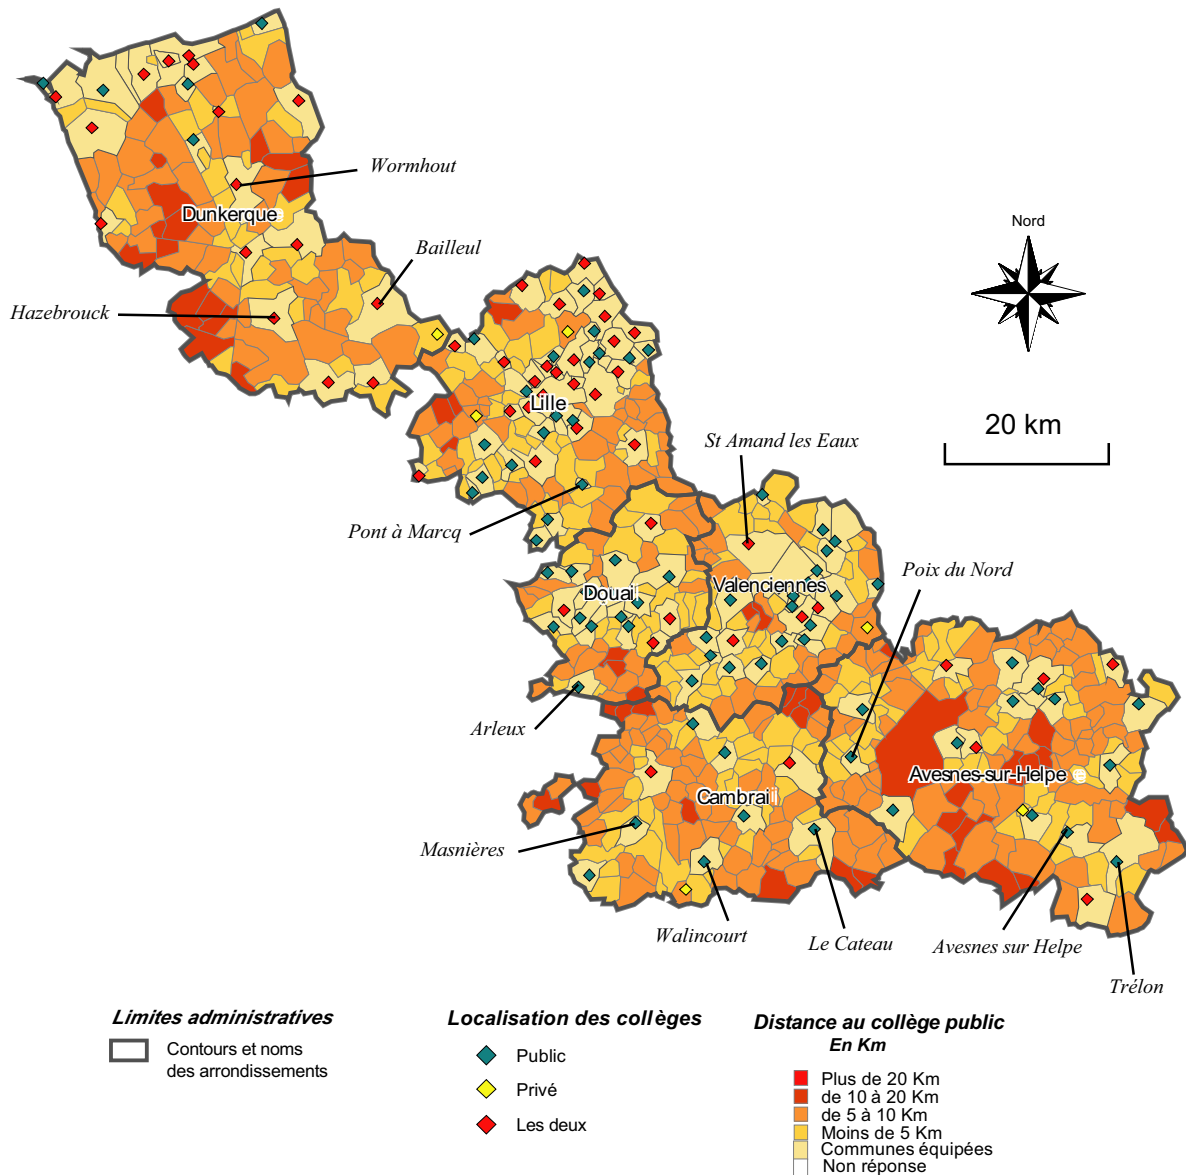 Nord
Wormhout
Dunkerque
Bailleul
Hazebrouck
20 km
Lille
St Amand les Eaux
Pont à Marcq
Poix du Nord
Douai
Valenciennes
Arleux
Avesnes-sur-Helpe
Cambrai
Masnières
Walincourt
Le Cateau
Avesnes sur Helpe
Trélon
Limites administratives
Contours et noms
des arrondissements
Localisation des collèges
Public
Privé
Les deux
Distance au collège public
En Km
Plus de 20 Km
de 10 à 20 Km
de 5 à 10 Km
Moins de 5 Km
Communes équipées
Non réponse